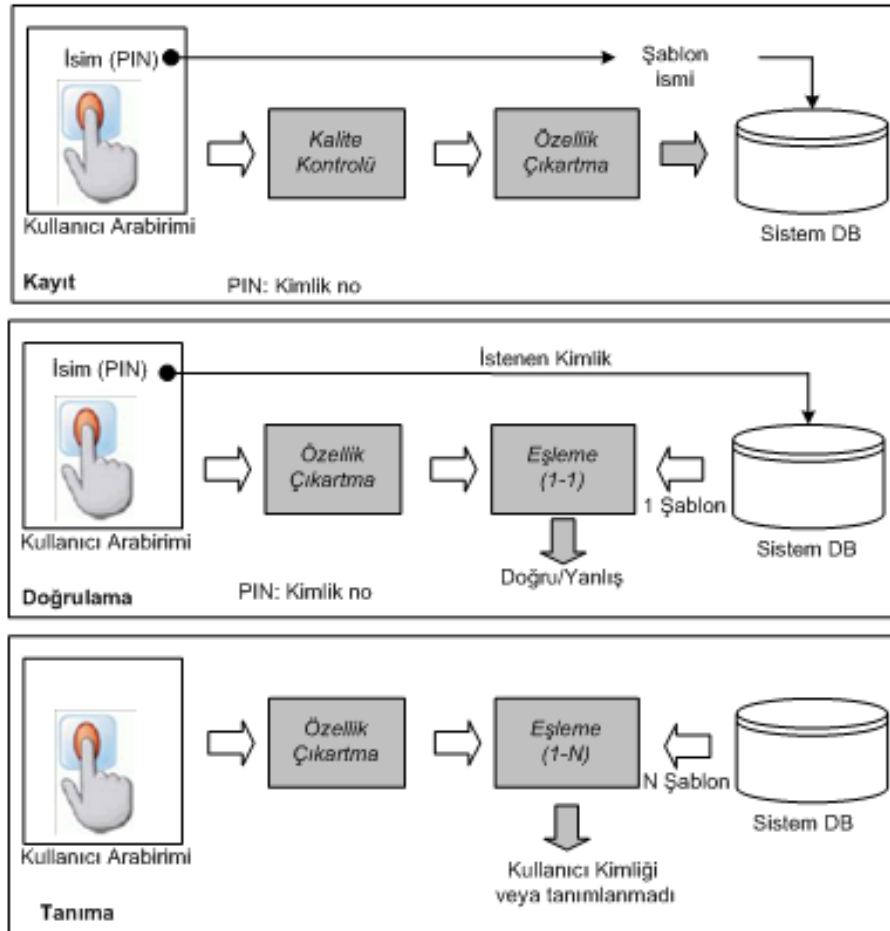 İsim (PIN)
Şablon
ismi
Kalite
Kontrolü
Özellik
Çıkartma
Kullanıcı Arabirimi
Sistem DB
Kayıt
PIN: Kimlik no
İsim (PIN)
İstenen Kimlik
Özellik
Çıkartma
Eşleme
(1-1)
1 Şablon
Kullanıcı Arabirimi
Sistem DB
Doğru/Yanlış
Doğrulama
PIN: Kimlik no
Özellik
Çıkartma
Eşleme
(1-N)
N Şablon
Sistem DB
Kullanıcı Arabirimi
Kullanıcı Kimliği
veya tanımlanmadı
Tanıma